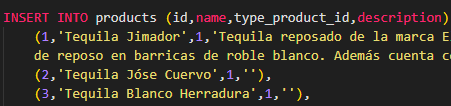 INSERT INTO products (id,name,type_product_id,description)
(1,'Tequila Jimador',1,'Tequila reposado de la marca E
de reposo en barricas de roble blanco. Además cuenta c
(2,'Tequila Jóse Cuervo',1,''),
(3,'Tequila Blanco Herradura',1,''),